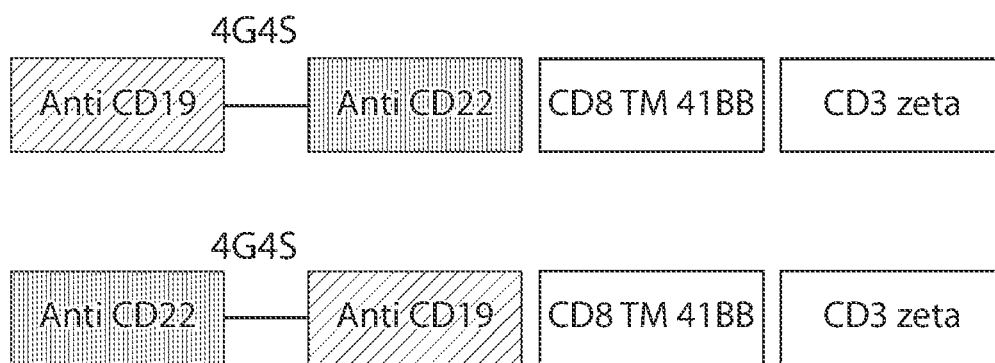 4G4S
Anti CD19 Anti CD22 CD8 TM 41BB CD3 zeta
4G4S
Anti CD22 Anti CD19 CD8 TM 41BB CD3 zeta